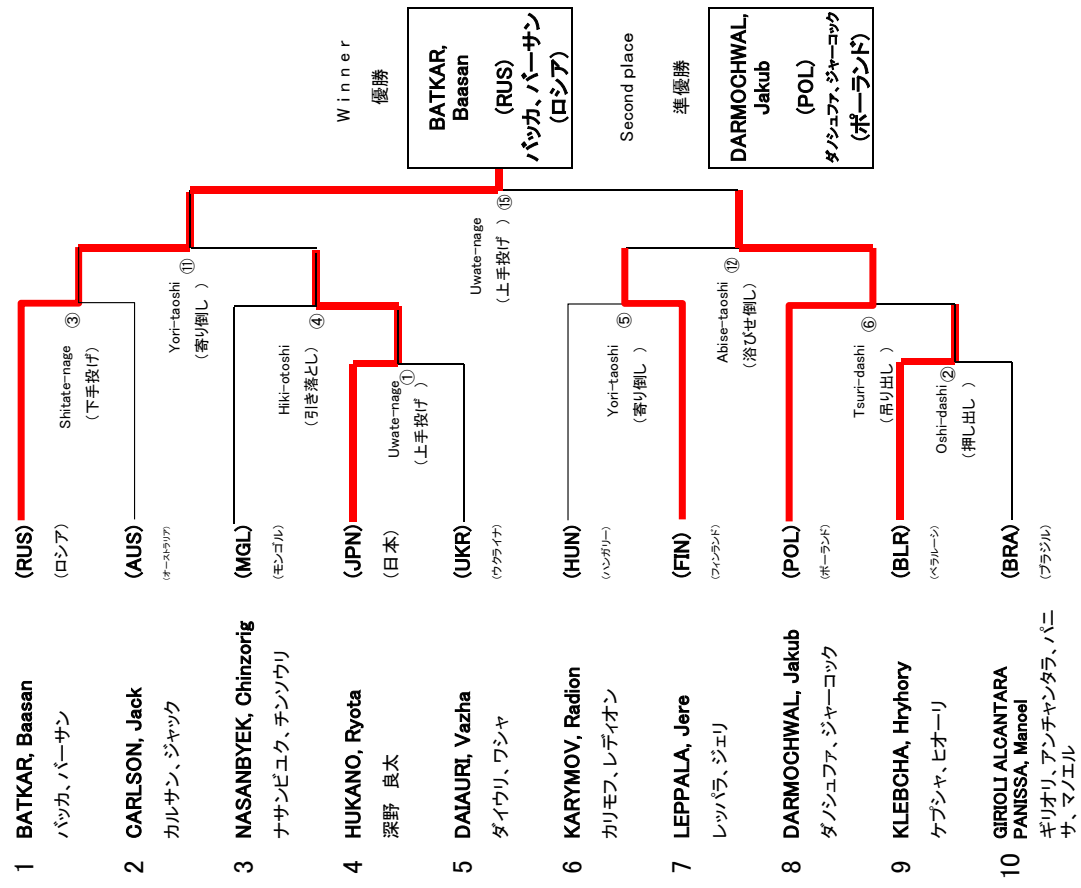 1 BATKAR, Baasan (RUS)
バッカ、バーサン (ロシア)
2 CARLSON, Jack (AUS)
カルサン、ジャック (オーストラリア)
3 NASANBYEK, Chinzorig (MGL)
ナサンビュク、チンソウリ (モンゴル)
4 HUKANO, Ryota (JPN)
深野 良太 (日本)
5 DAIAURI, Vazha (UKR)
ダイウリ、ワシャ (ウクライナ)
6 KARYMOV, Radion (HUN)
カリモフ、レディオン (ハンガリー)
7 LEPPALA, Jere (FIN)
レッパラ、ジェリ (フィンランド)
8 DARMOCHWAL, Jakub (POL)
ダノシュファ、ジャーコック (ポーランド)
9 KLEBCHA, Hryhory (BLR)
ケプシャ、ヒオーリ (ベラルーシ)
10 GIRIOLI ALCANTARA
PANISSA, Manoel (BRA)
ギリオリ、アンチャンタラ、パニ
サ、マノエル (ブラジル)
Shitate-nage ③
(下手投げ)
Yori-taoshi ⑪
(寄り倒し )
Hiki-otoshi ④
(引き落とし)
Uwate-nage ①
(上手投げ )
Uwate-nage ⑮
(上手投げ )
Yori-taoshi ⑤
(寄り倒し )
Abise-taoshi ⑫
(浴びせ倒し)
Tsuri-dashi ⑥
(吊り出し )
Oshi-dashi ②
(押し出し )
Winner
優勝
BATKAR,
Baasan
(RUS)
バッカ、バーサン
(ロシア)
Second place
準優勝
DARMOCHWAL,
Jakub
(POL)
ダノシュファ、ジャーコック
(ポーランド)